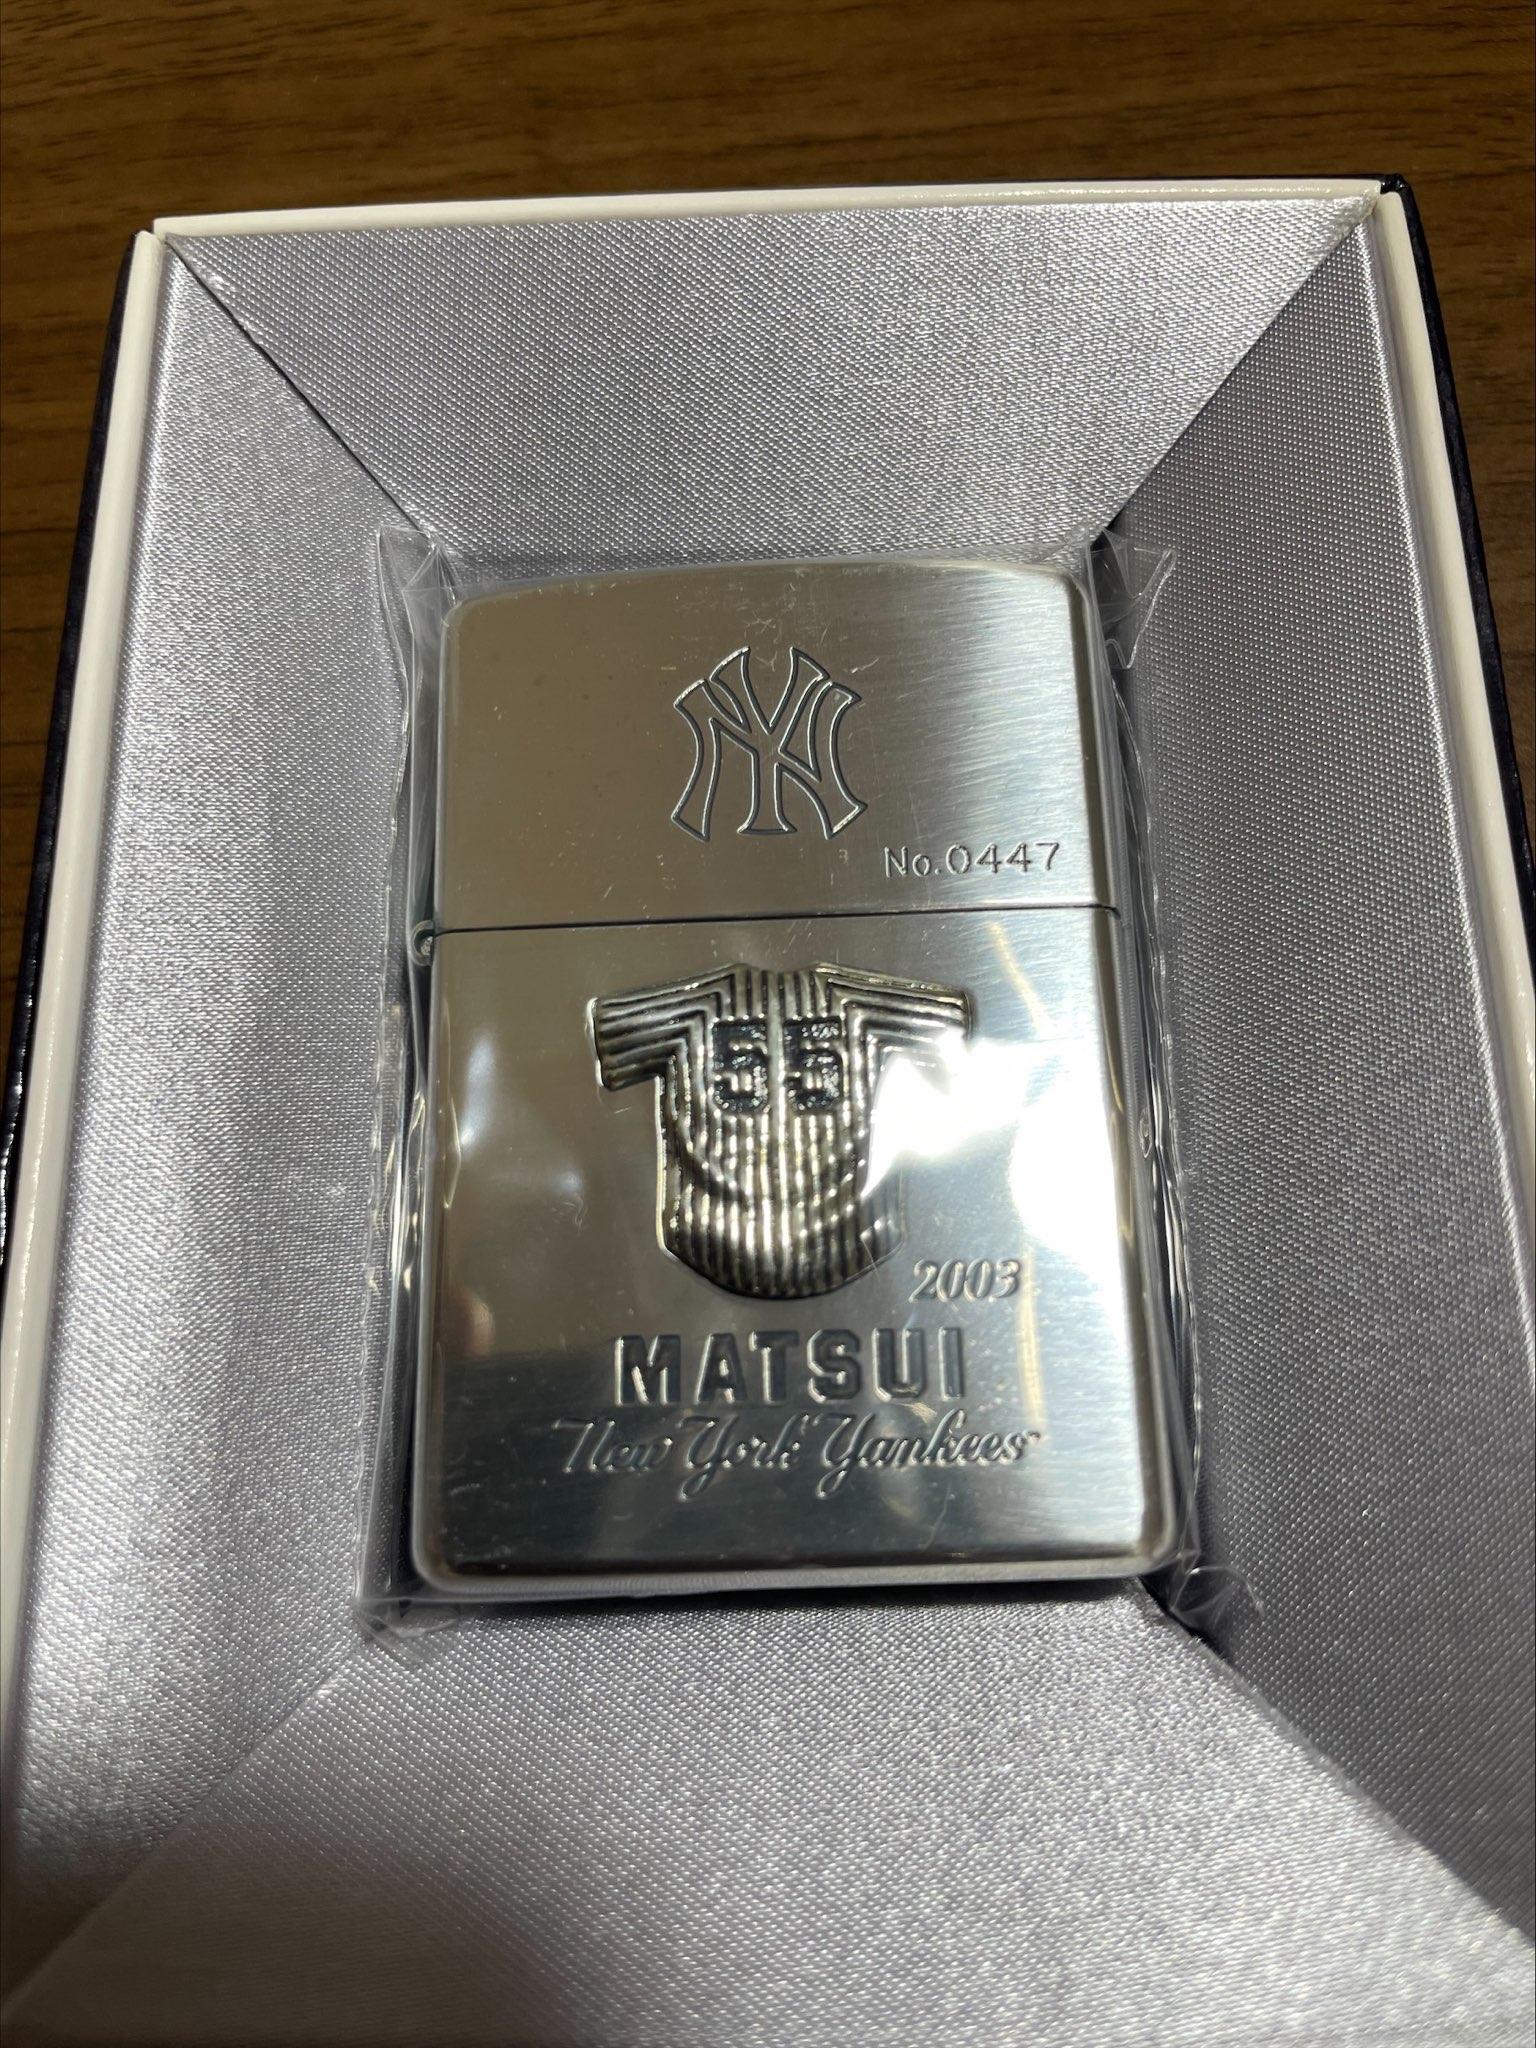 NY
No.0447
55
2003
MATSUI
New York Yankees